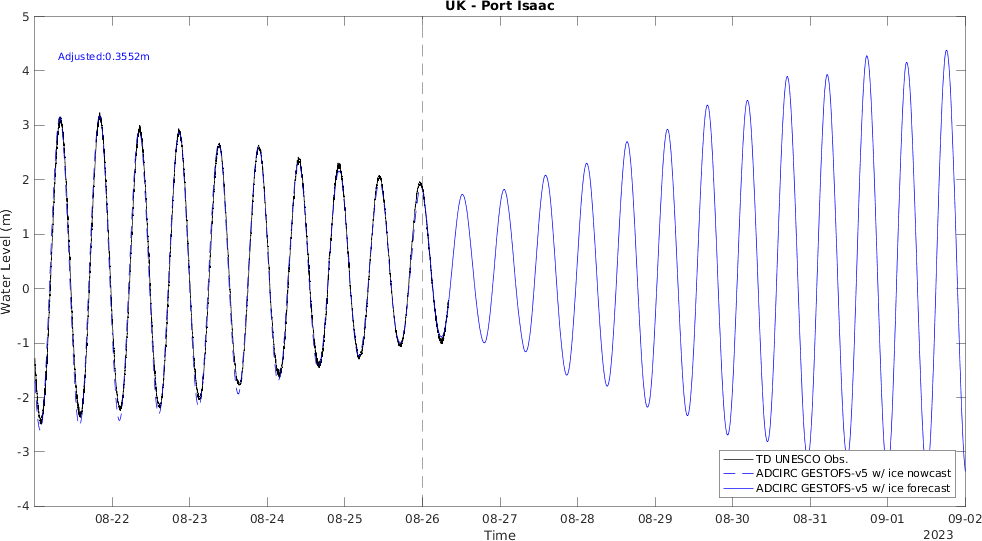 UK - Port Isaac
5
Adjusted:0.3552m
4
3
2
1
0
-1
-2
-3
-4
Water Level (m)
TD UNESCO Obs.
ADCIRC GESTOFS-v5 w/ ice nowcast
ADCIRC GESTOFS-v5 w/ ice forecast
08-22 08-23 08-24 08-25 08-26 08-27 08-28 08-29 08-30 08-31 09-01 09-02
Time
2023